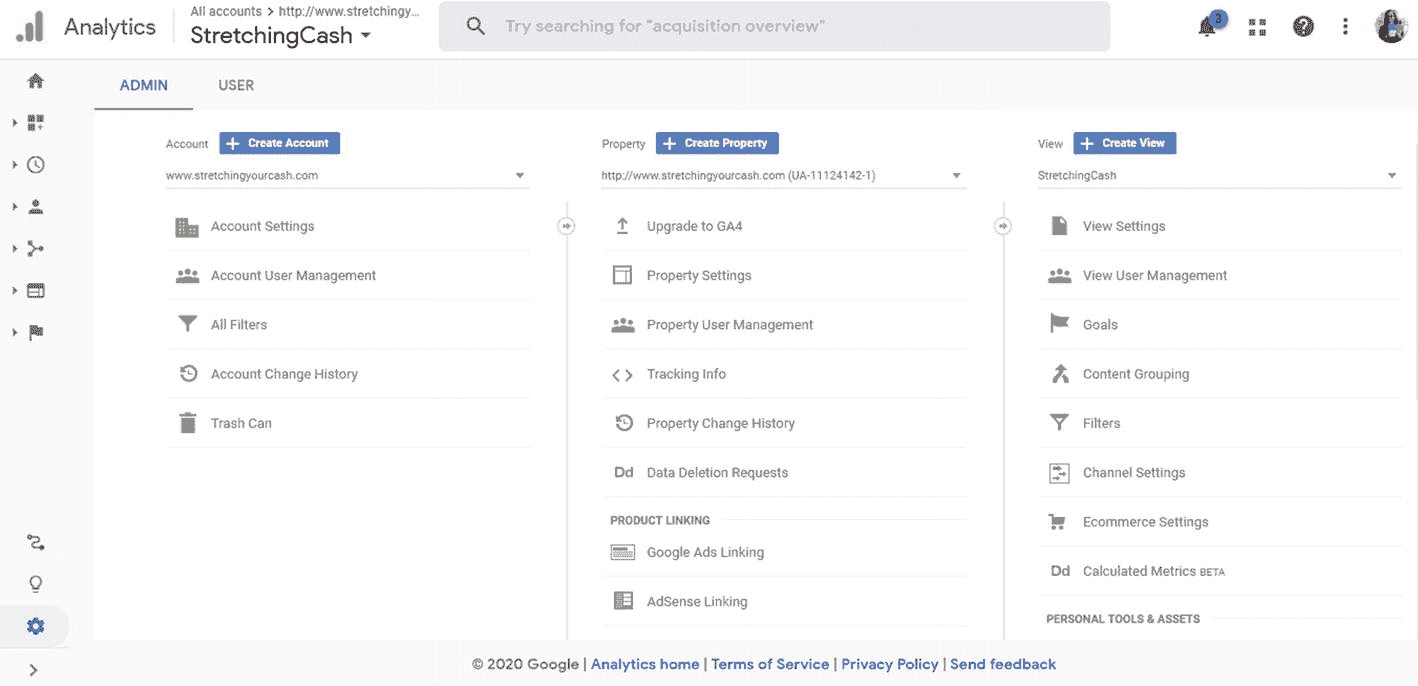 All accounts > http://www.stretchingy...
Analytics
StretchingCash
Try searching for "acquisition overview"
3
ADMIN
USER
Account
Create Account
www.stretchingyourcash.com
Account Settings
Account User Management
All Filters
Account Change History
Trash Can
Property
Create Property
http://www.stretchingyourcash.com (UA-11124142-1)
Upgrade to GA4
Property Settings
Property User Management
Tracking Info
Property Change History
Dd Data Deletion Requests
PRODUCT LINKING
Google Ads Linking
AdSense Linking
View
Create View
StretchingCash
View Settings
View User Management
Goals
Content Grouping
Filters
Channel Settings
Ecommerce Settings
Dd Calculated Metrics BETA
PERSONAL TOOLS & ASSETS
© 2020 Google | Analytics home | Terms of Service | Privacy Policy | Send feedback